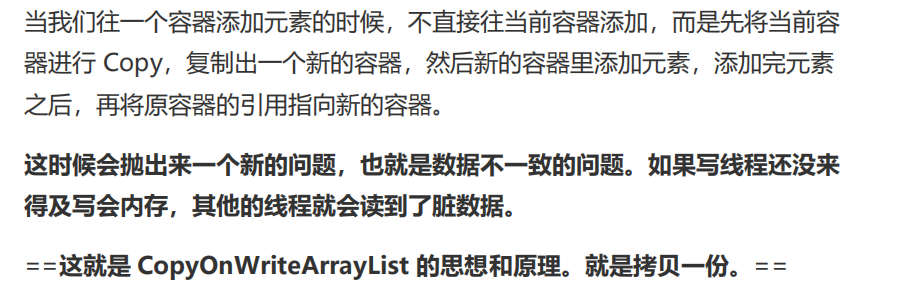 当我们往一个容器添加元素的时候，不直接往当前容器添加，而是先将当前容
器进行 Copy，复制出一个新的容器，然后新的容器里添加元素，添加完元素
之后，再将原容器的引用指向新的容器。
这时候会抛出来一个新的问题，也就是数据不一致的问题。如果写线程还没来
得及写会内存，其他的线程就会读到了脏数据。
==这就是 CopyOnWriteArrayList 的思想和原理。就是拷贝一份。==